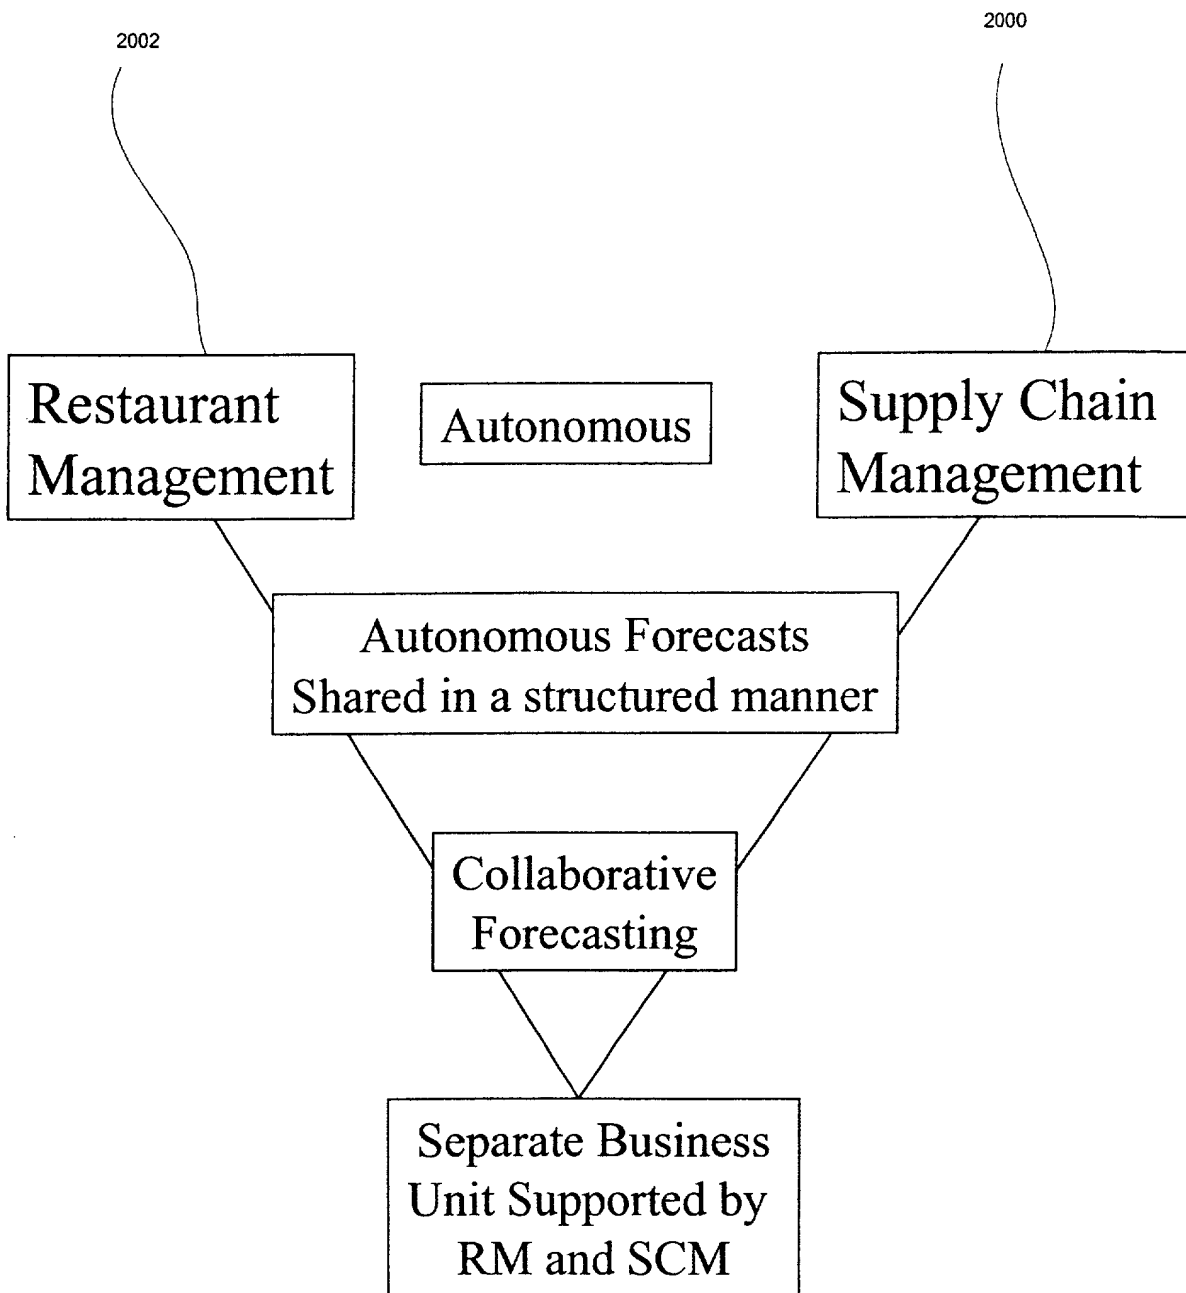 2002
2000
Restaurant
Management
Autonomous
Supply Chain
Management
Autonomous Forecasts
Shared in a structured manner
Collaborative
Forecasting
Separate Business
Unit Supported by
RM and SCM